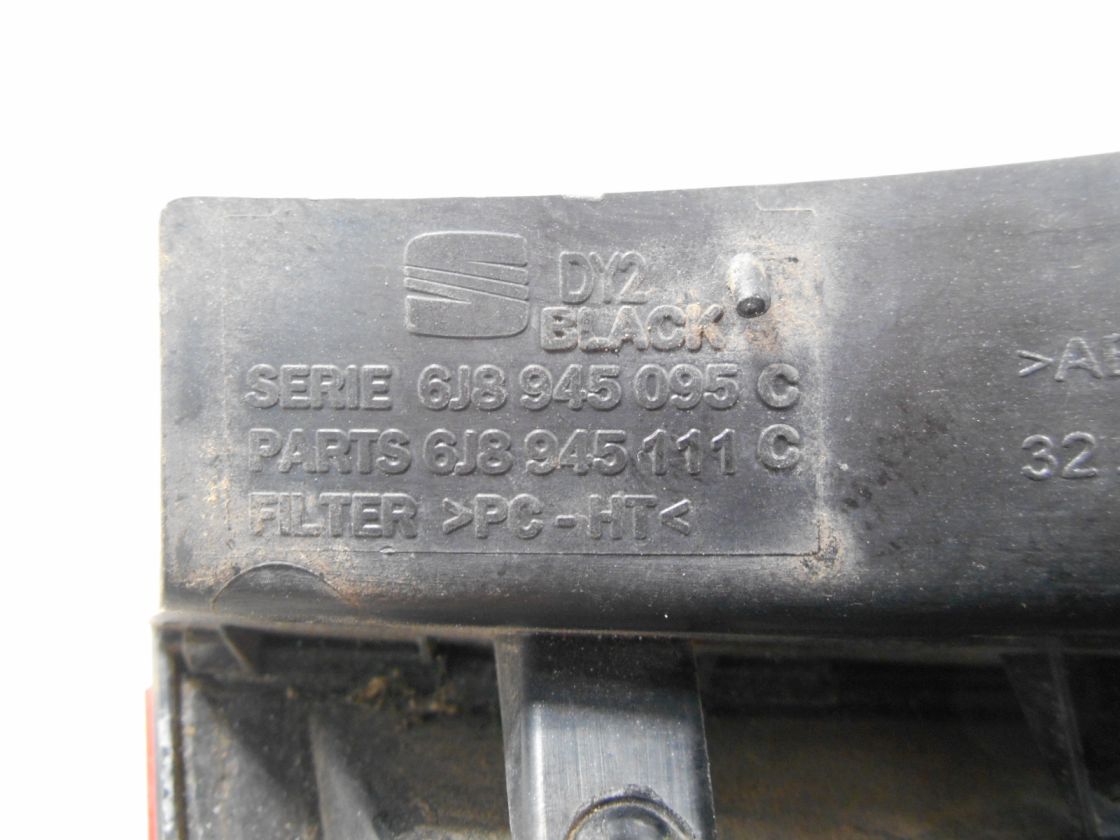 DY2
BLACK
SERIE 6J8 945 095 C
PARTS 6J8 945 111 C
FILTER >PC-HT<
32